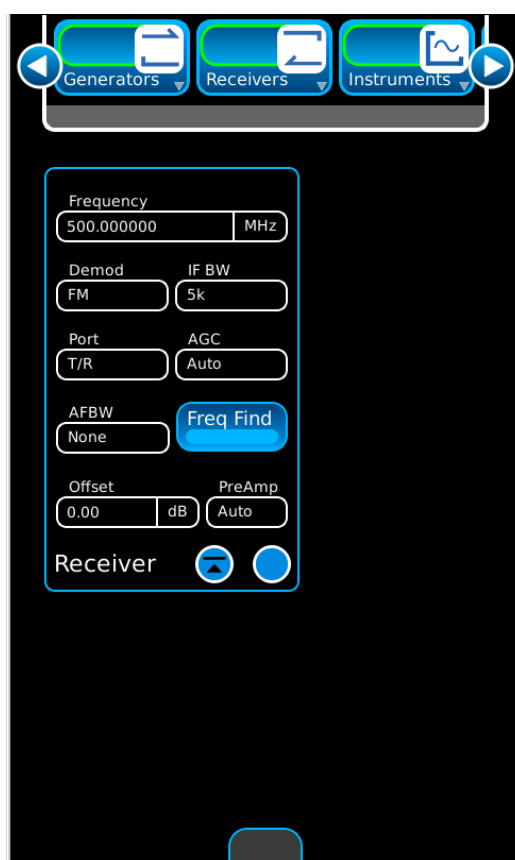 Generators Receivers Instruments
Frequency
500.000000 MHz
Demod IF BW
FM 5k
Port AGC
T/R Auto
AFBW
None Freq Find
Offset PreAmp
0.00 dB Auto
Receiver